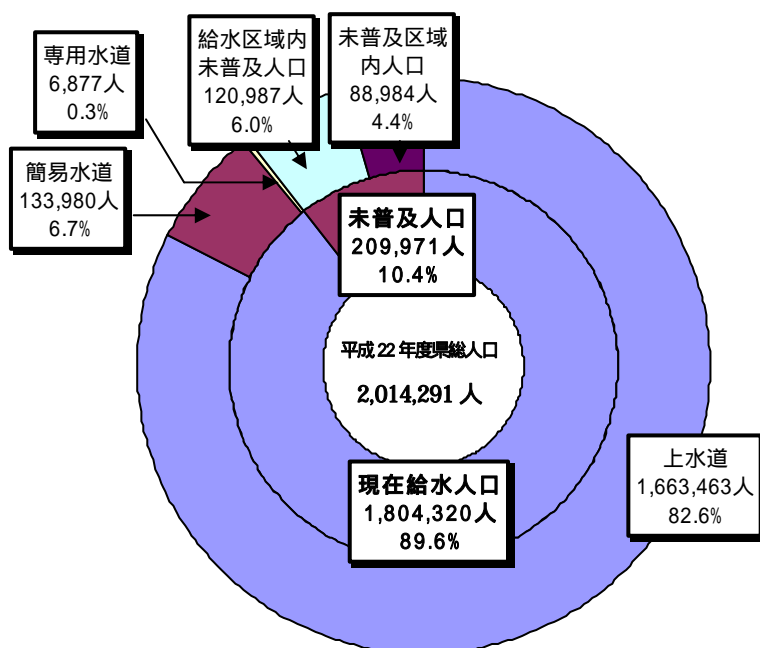 専用水道
6,877人
0.3%
給水区域内
未普及人口
120,987人
6.0%
未普及区域
内人口
88,984人
4.4%
簡易水道
133,980人
6.7%
未普及人口
209,971人
10.4%
平成22年度県総人口
2,014,291人
現在給水人口
1,804,320人
89.6%
上水道
1,663,463人
82.6%